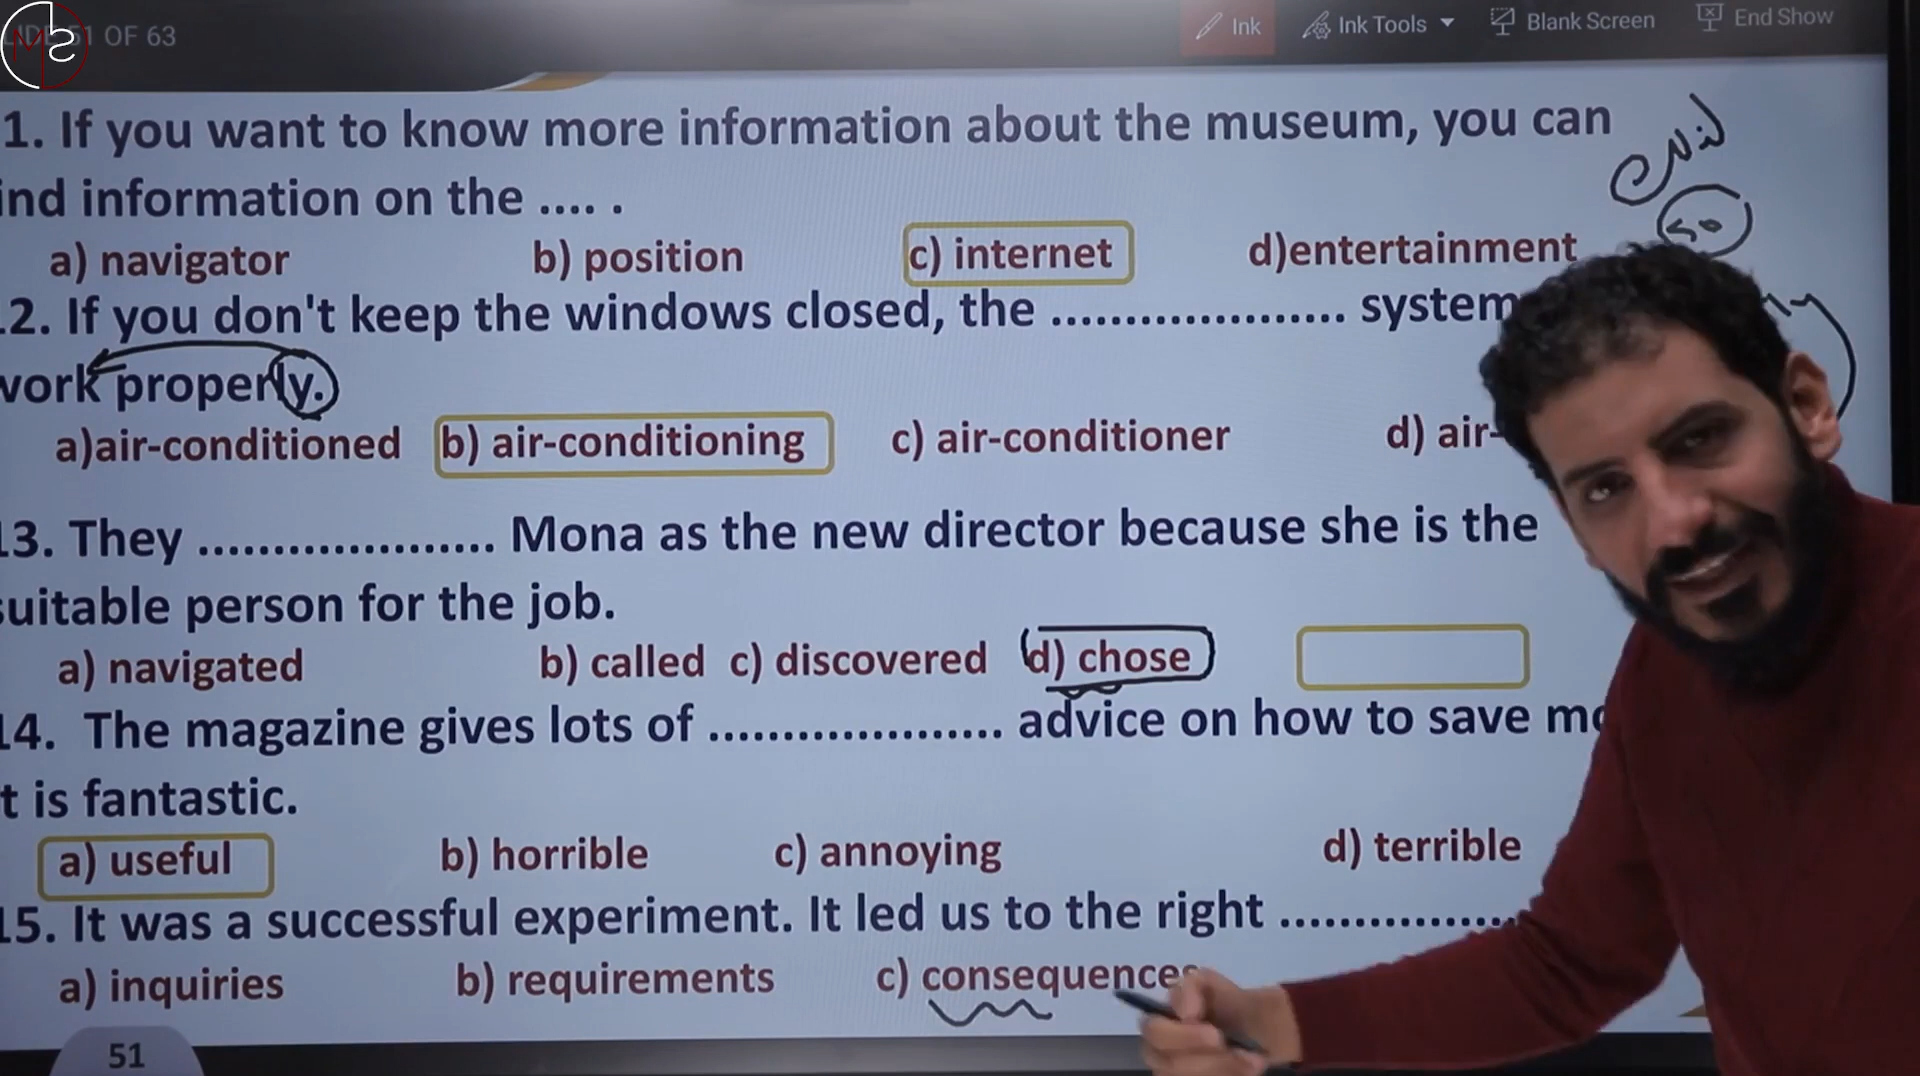 51 OF 63
Ink
Ink Tools
Blank Screen
End Show
1. If you want to know more information about the museum, you can
ind information on the .... .
a) navigator b) position c) internet d)entertainment
12. If you don't keep the windows closed, the .................... system
work properly.
a)air-conditioned b) air-conditioning c) air-conditioner d) air-
13. They .................... Mona as the new director because she is the
suitable person for the job.
a) navigated b) called c) discovered d) chose
14. The magazine gives lots of .................... advice on how to save mo
t is fantastic.
a) useful b) horrible c) annoying d) terrible
15. It was a successful experiment. It led us to the right ................
a) inquiries b) requirements c) consequences
51